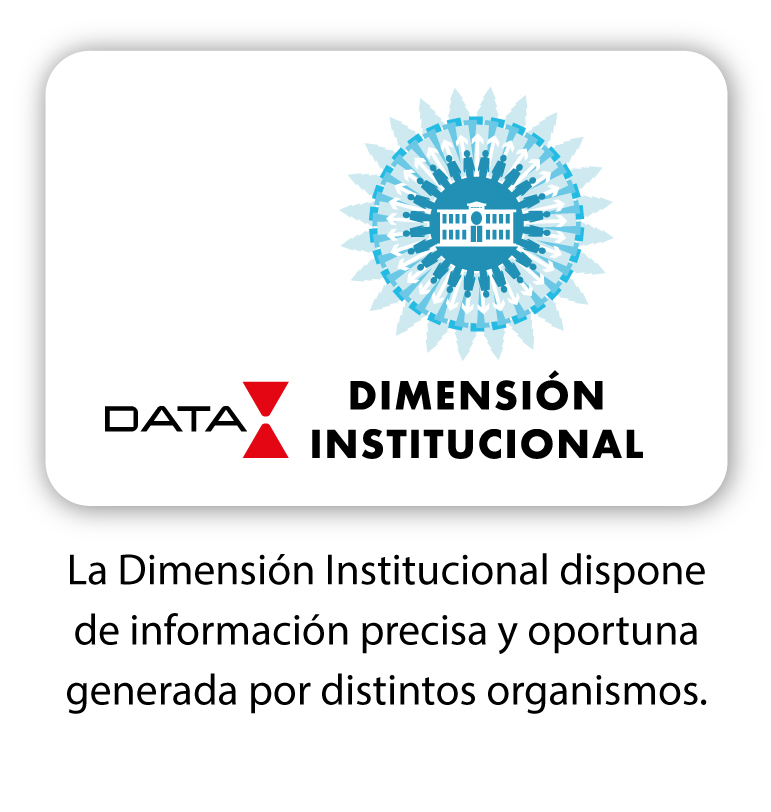 DATA
DIMENSIÓN
INSTITUCIONAL
La Dimensión Institucional dispone
de información precisa y oportuna
generada por distintos organismos.